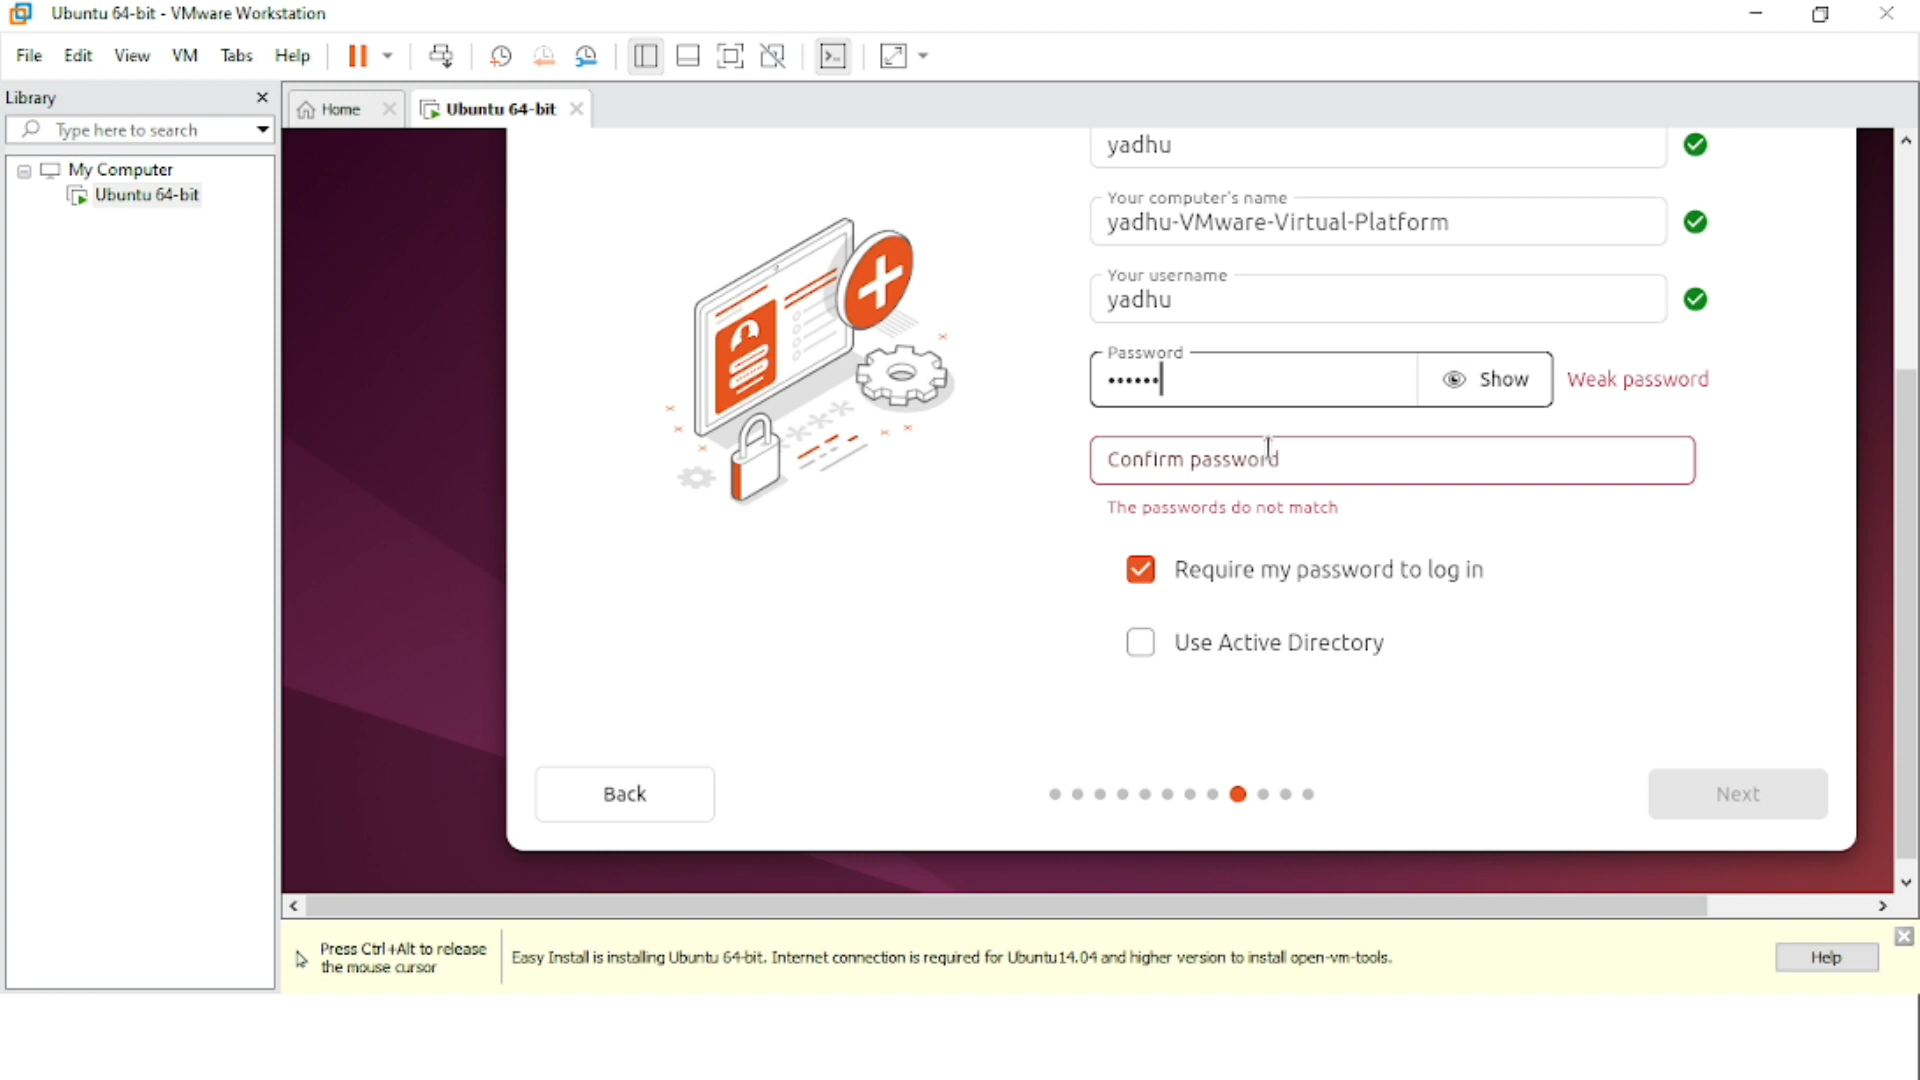 Ubuntu 64-bit - VMware Workstation
File Edit View VM Tabs Help
Library
Type here to search
My Computer
Ubuntu 64-bit
Home
Ubuntu 64-bit
yadhu
Your computer's name
yadhu-VMware-Virtual-Platform
Your username
yadhu
Password
••••••
Show
Weak password
Confirm password
The passwords do not match
Require my password to log in
Use Active Directory
Back
Next
Press Ctrl+Alt to release
the mouse cursor
Easy Install is installing Ubuntu 64-bit. Internet connection is required for Ubuntu14.04 and higher version to install open-vm-tools.
Help